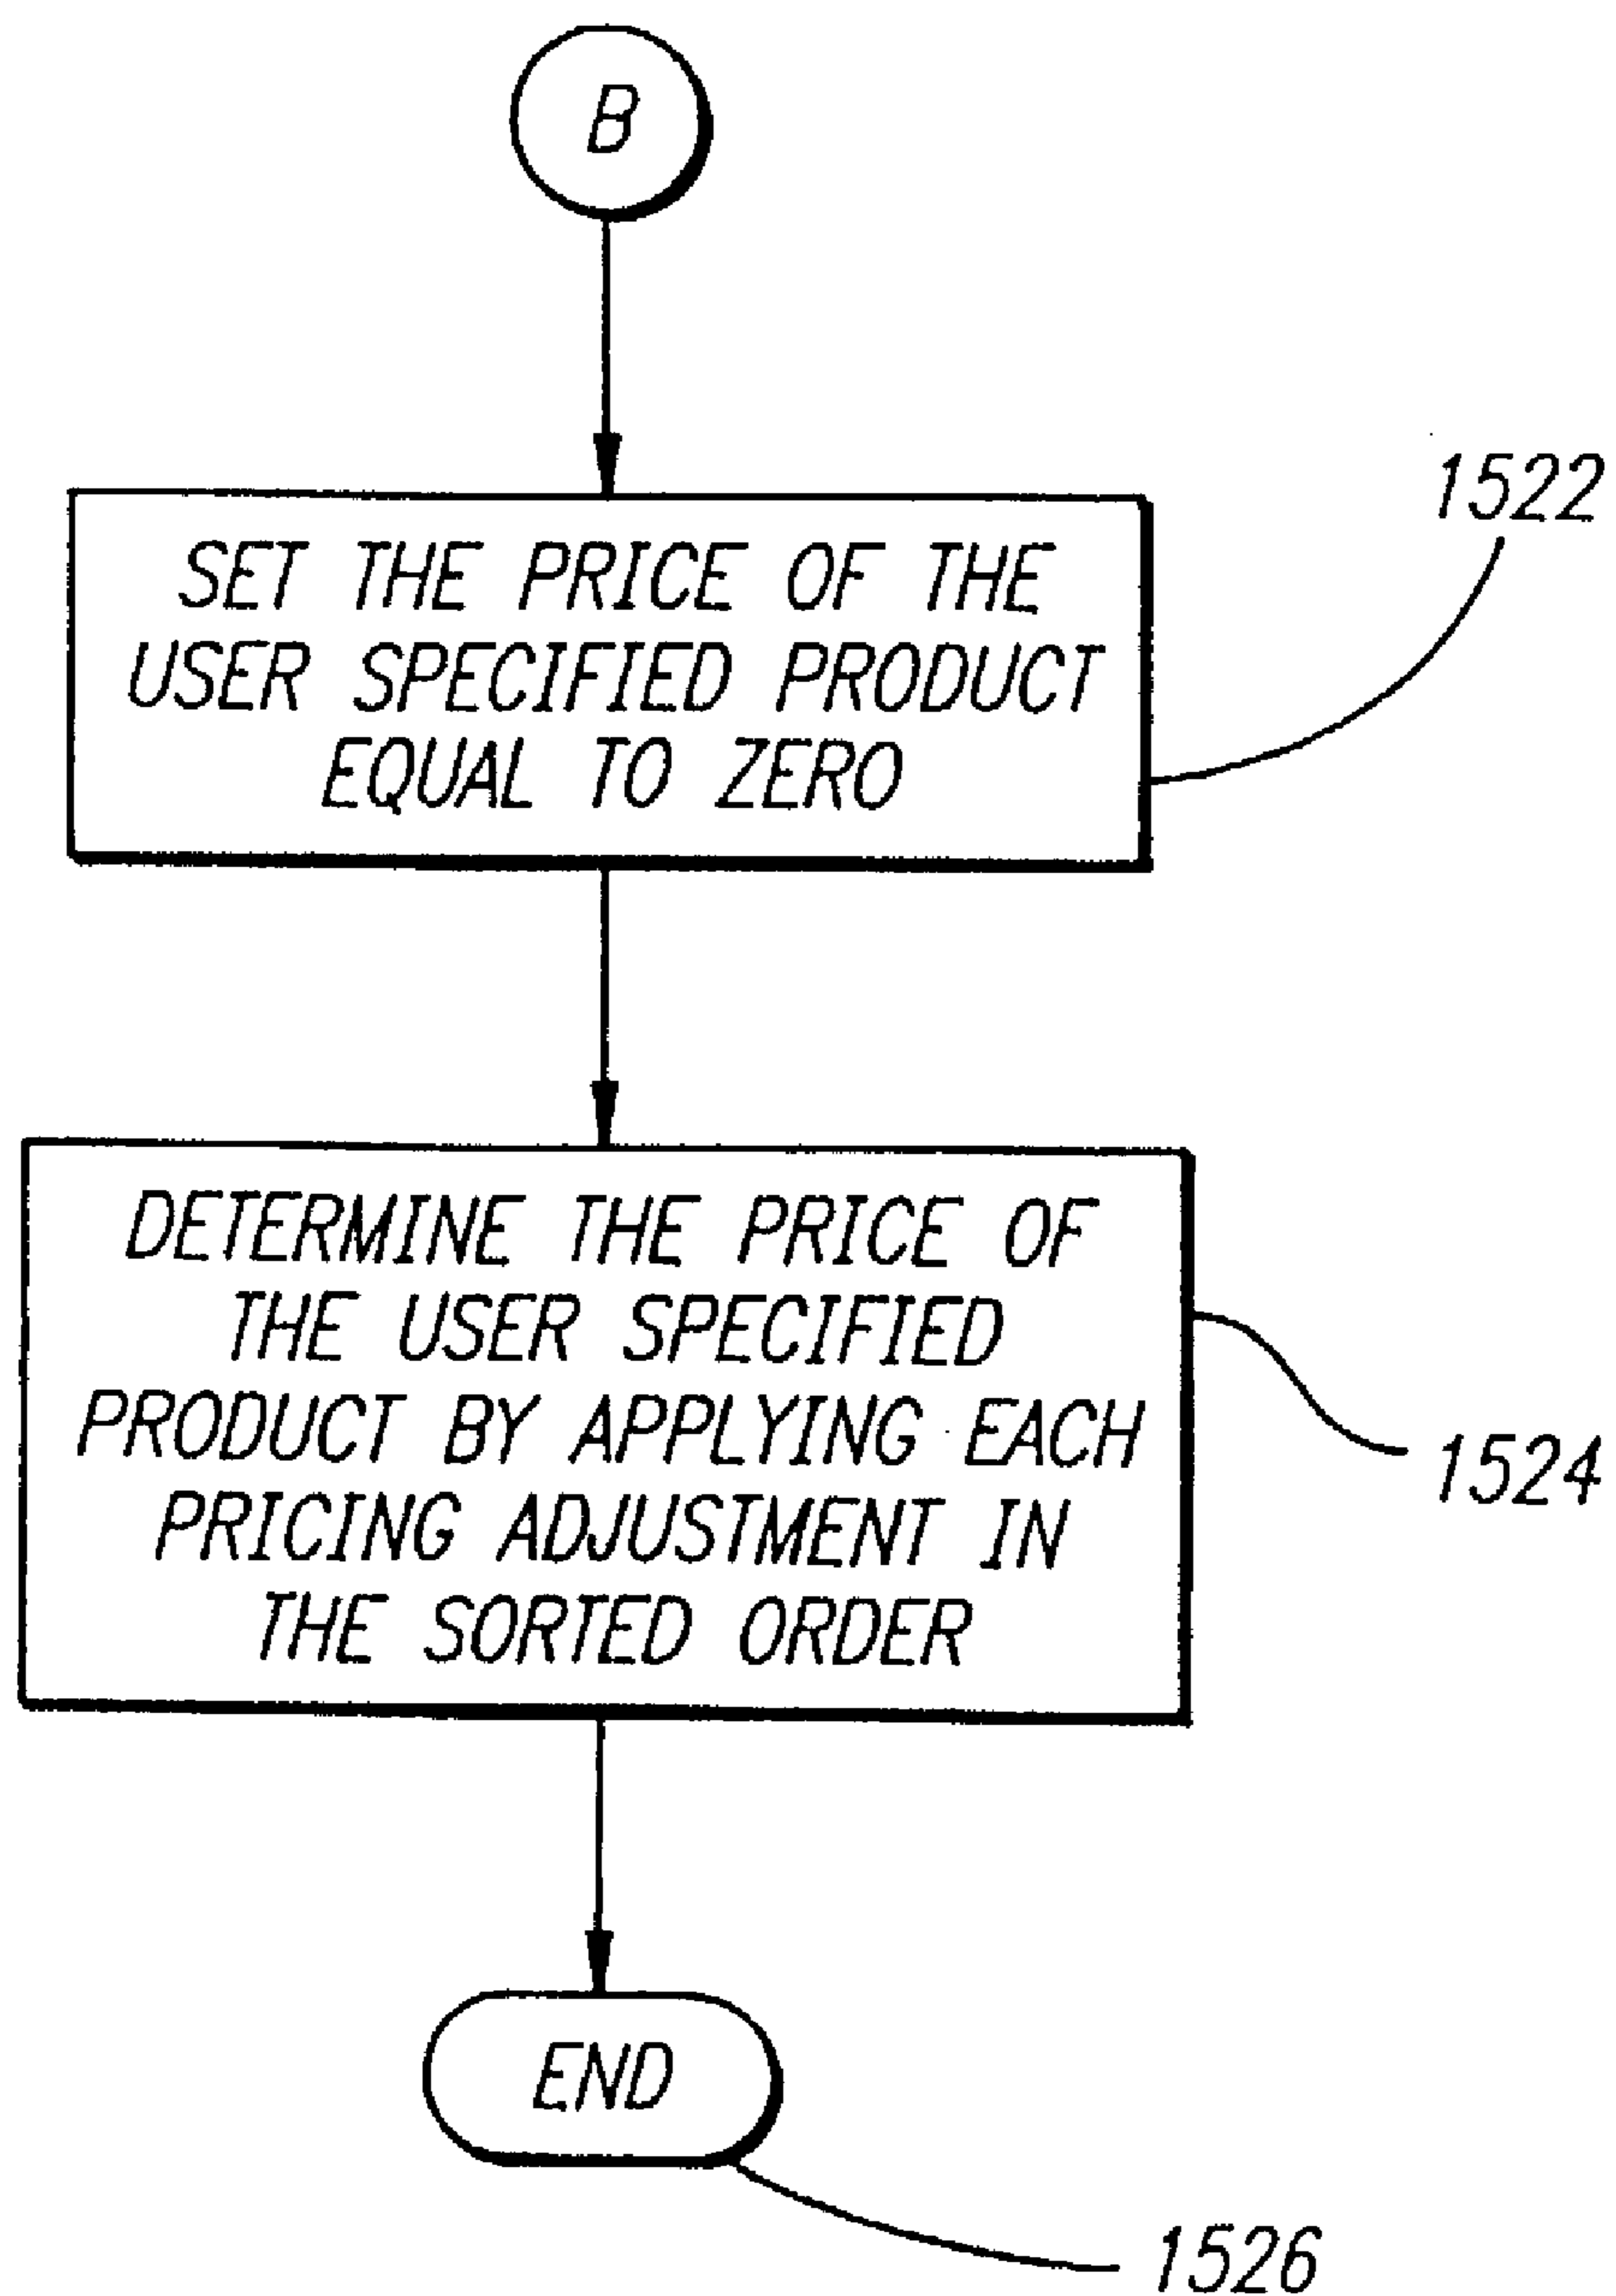 B
1522
SET THE PRICE OF THE
USER SPECIFIED PRODUCT
EQUAL TO ZERO
DETERMINE THE PRICE OF
THE USER SPECIFIED
PRODUCT BY APPLYING EACH
PRICING ADJUSTMENT IN
THE SORTED ORDER
1524
END
1526